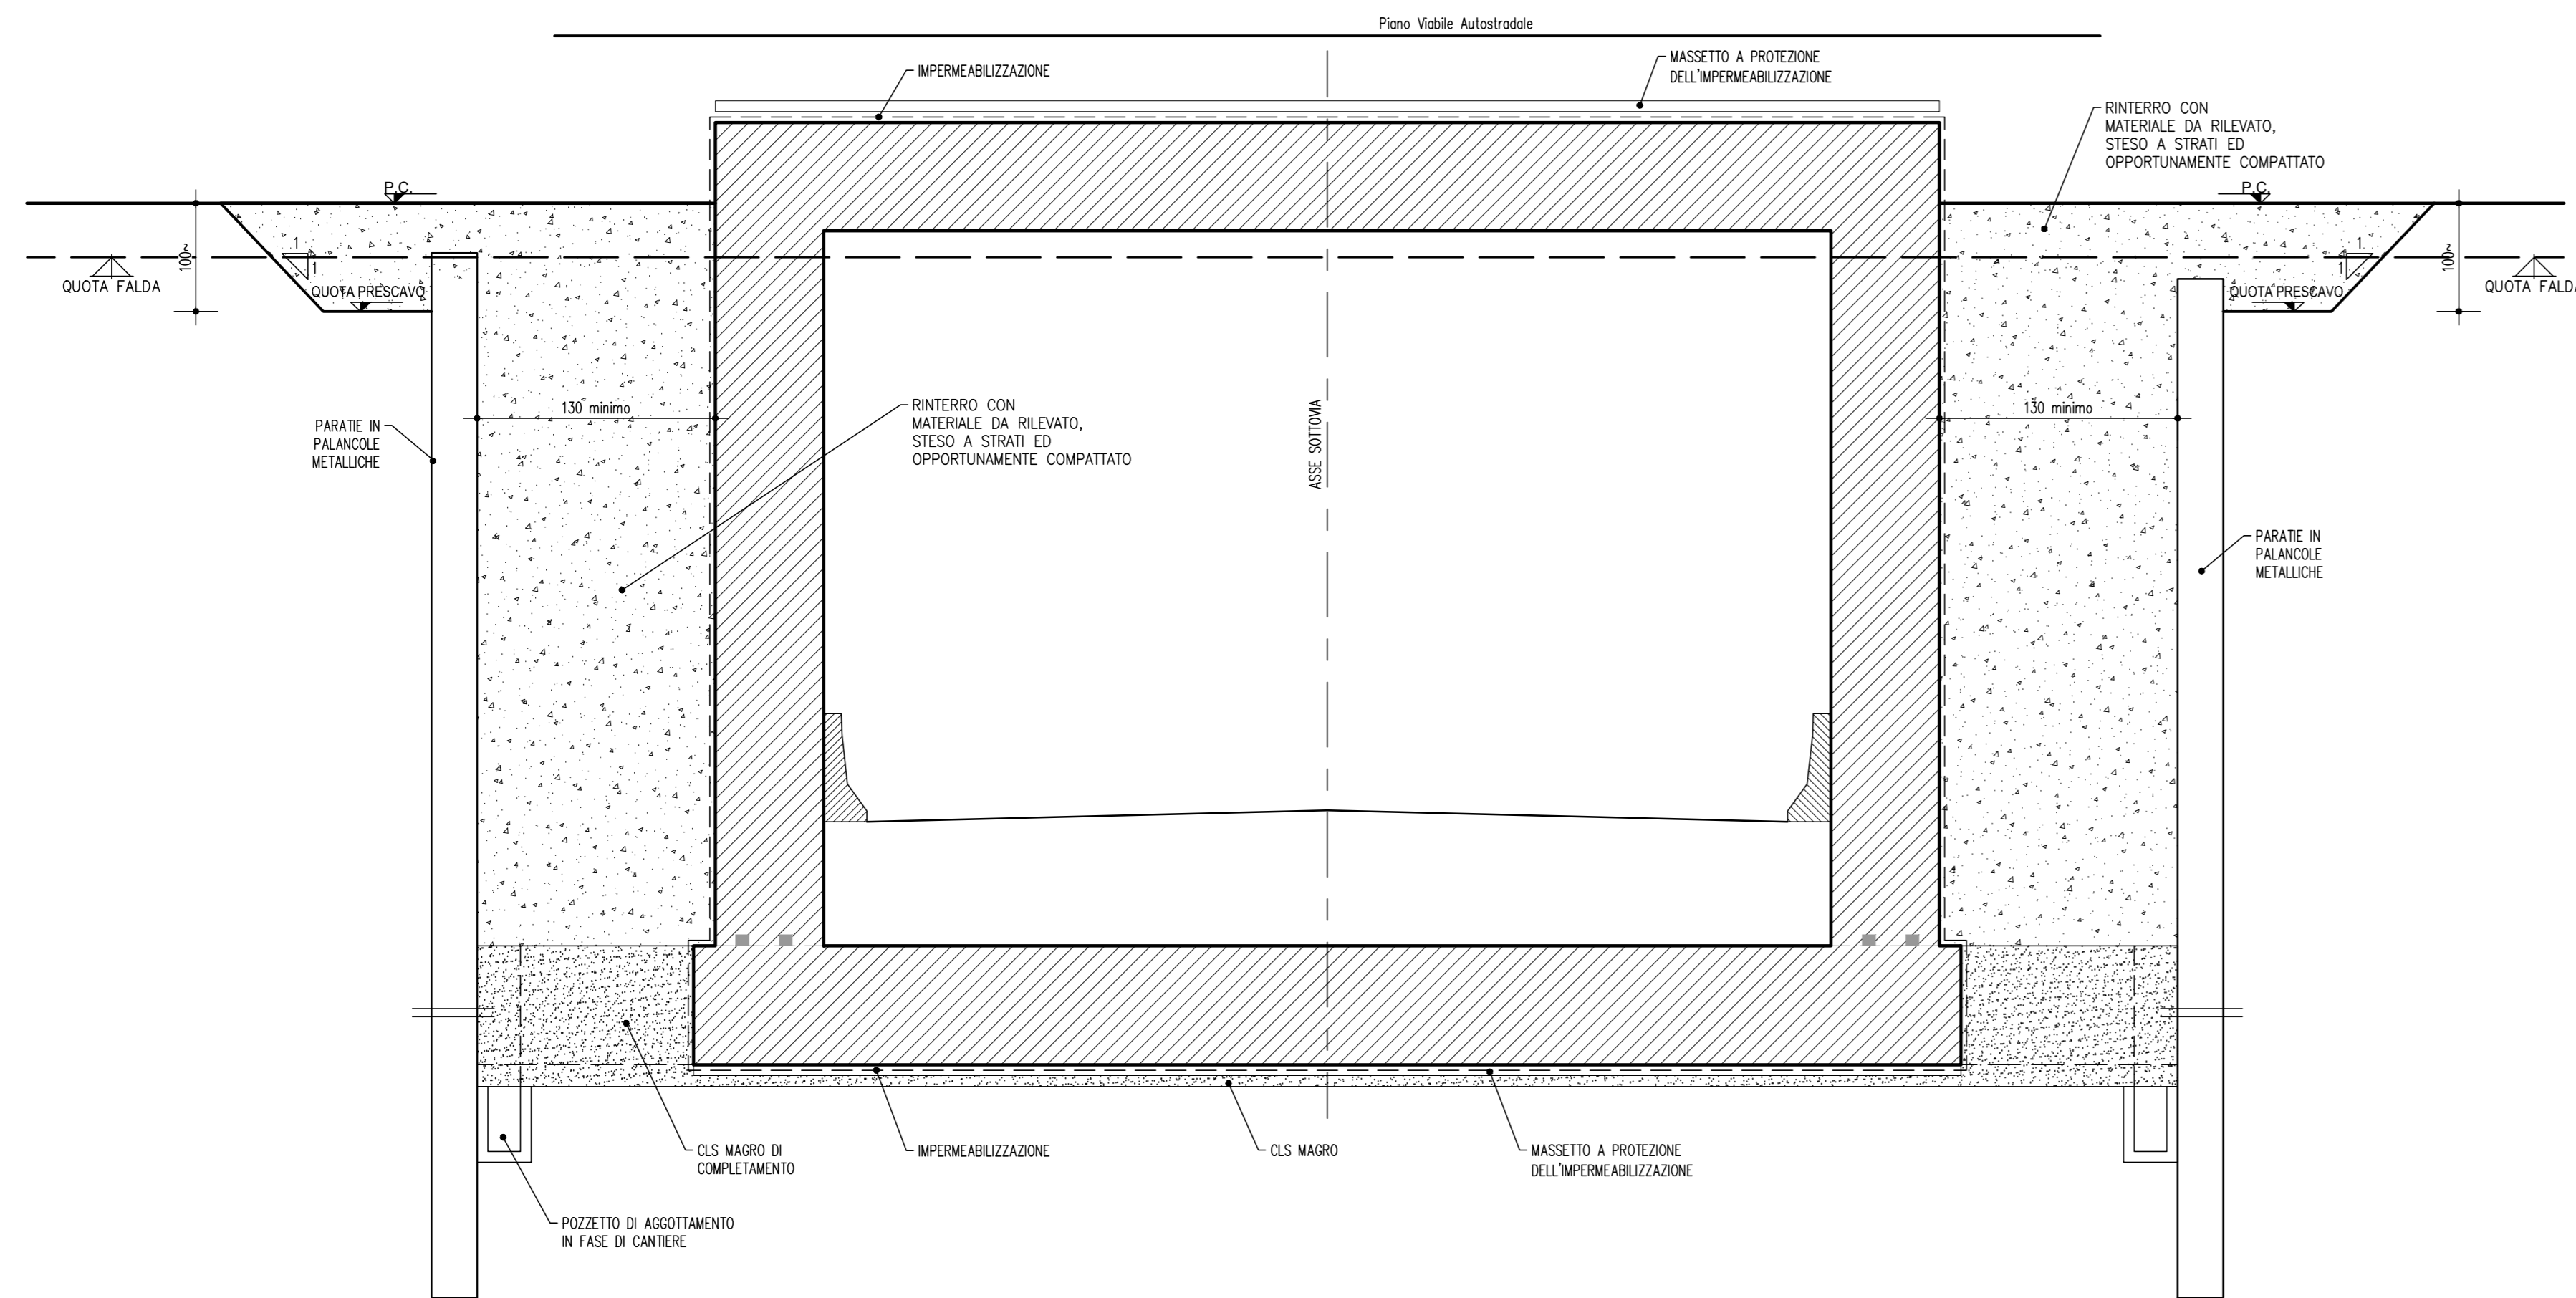 Piano Viabile Autostradale
IMPERMEABILIZZAZIONE
MASSETTO A PROTEZIONE
DELL'IMPERMEABILIZZAZIONE
RINTERRO CON
MATERIALE DA RILEVATO,
STESO A STRATI ED
OPPORTUNAMENTE COMPATTATO
P.C.
P.C.
100~
1
1
QUOTA FALDA
QUOTA PRESCAVO
1
1
100~
QUOTA PRESCAVO
QUOTA FALDA
130 minimo
130 minimo
PARATIE IN
PALANCOLE
METALLICHE
RINTERRO CON
MATERIALE DA RILEVATO,
STESO A STRATI ED
OPPORTUNAMENTE COMPATTATO
ASSE SOTTOVIA
PARATIE IN
PALANCOLE
METALLICHE
CLS MAGRO DI
COMPLETAMENTO
IMPERMEABILIZZAZIONE
CLS MAGRO
MASSETTO A PROTEZIONE
DELL'IMPERMEABILIZZAZIONE
POZZETTO DI AGGOTTAMENTO
IN FASE DI CANTIERE